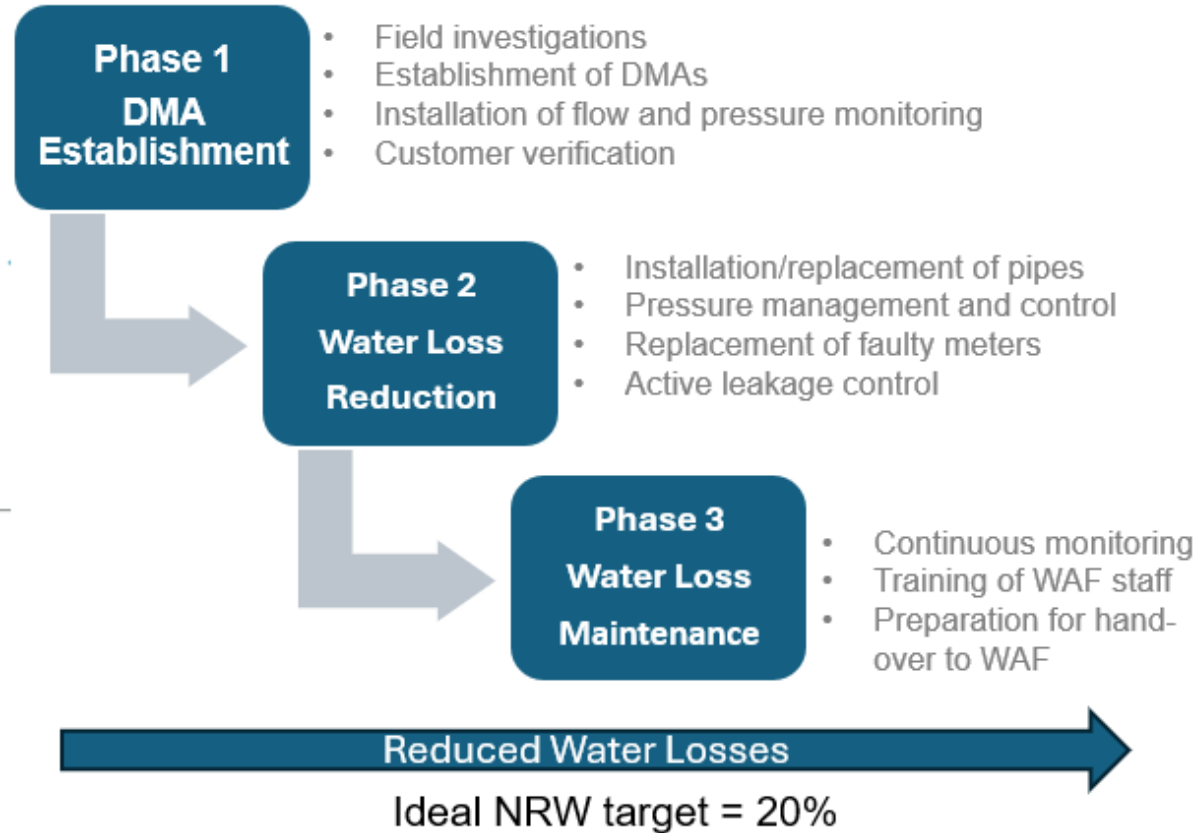 Phase 1
DMA
Establishment
• Field investigations
• Establishment of DMAs
• Installation of flow and pressure monitoring
• Customer verification
Phase 2
Water Loss
Reduction
• Installation/replacement of pipes
• Pressure management and control
• Replacement of faulty meters
• Active leakage control
Phase 3
Water Loss
Maintenance
• Continuous monitoring
• Training of WAF staff
• Preparation for hand-
over to WAF
Reduced Water Losses
Ideal NRW target = 20%